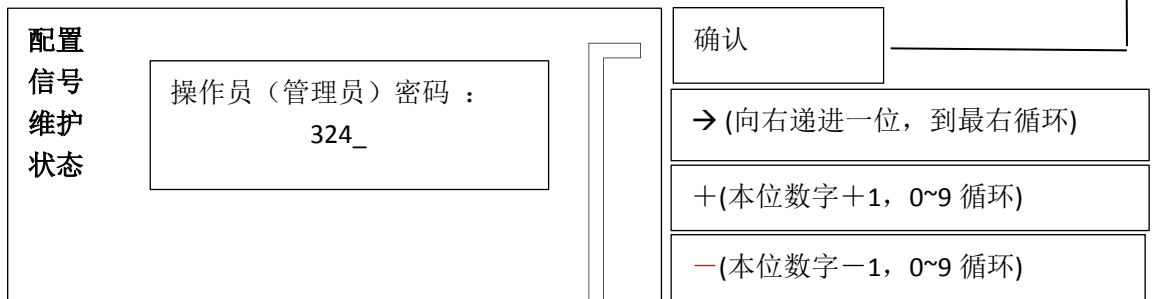 配置
信号
维护
状态
操作员（管理员）密码 ：
324_
确认
→ (向右递进一位，到最右循环)
＋(本位数字＋1，0~9 循环)
－(本位数字－1，0~9 循环)